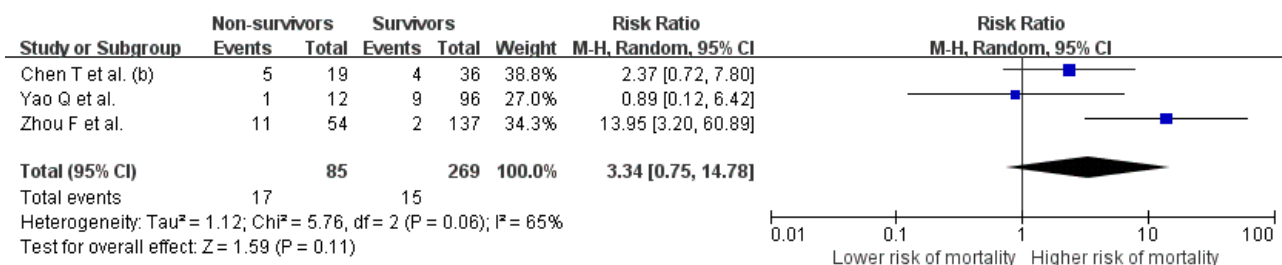 Non-survivors Survivors Risk Ratio Risk Ratio
Study or Subgroup Events Total Events Total Weight M-H, Random, 95% CI M-H, Random, 95% CI
Chen T et al. (b) 5 19 4 36 38.8% 2.37 [0.72, 7.80]
Yao Q et al. 1 12 9 96 27.0% 0.89 [0.12, 6.42]
Zhou F et al. 11 54 2 137 34.3% 13.95 [3.20, 60.89]
Total (95% CI) 85 269 100.0% 3.34 [0.75, 14.78]
Total events 17 15
Heterogeneity: Tau² = 1.12; Chi² = 5.76, df = 2 (P = 0.06); I² = 65%
Test for overall effect: Z = 1.59 (P = 0.11)
0.01 0.1 1 10 100
Lower risk of mortality Higher risk of mortality